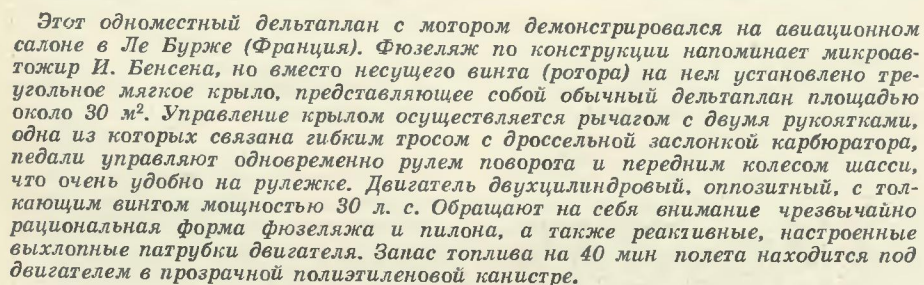 Этот одноместный дельтаплан с мотором демонстрировался на авиационном
салоне в Ле Бурже (Франция). Фюзеляж по конструкции напоминает микроав-
тожир И. Бенсена, но вместо несущего винта (ротора) на нем установлено тре-
угольное мягкое крыло, представляющее собой обычный дельтаплан площадью
около 30 м². Управление крылом осуществляется рычагом с двумя рукоятками,
одна из которых связана гибким тросом с дроссельной заслонкой карбюратора,
педали управляют одновременно рулем поворота и передним колесом шасси,
что очень удобно на рулежке. Двигатель двухцилиндровый, оппозитный, с тол-
кающим винтом мощностью 30 л. с. Обращают на себя внимание чрезвычайно
рациональная форма фюзеляжа и пилона, а также реактивные, настроенные
выхлопные патрубки двигателя. Запас топлива на 40 мин полета находится под
двигателем в прозрачной полиэтиленовой канистре.